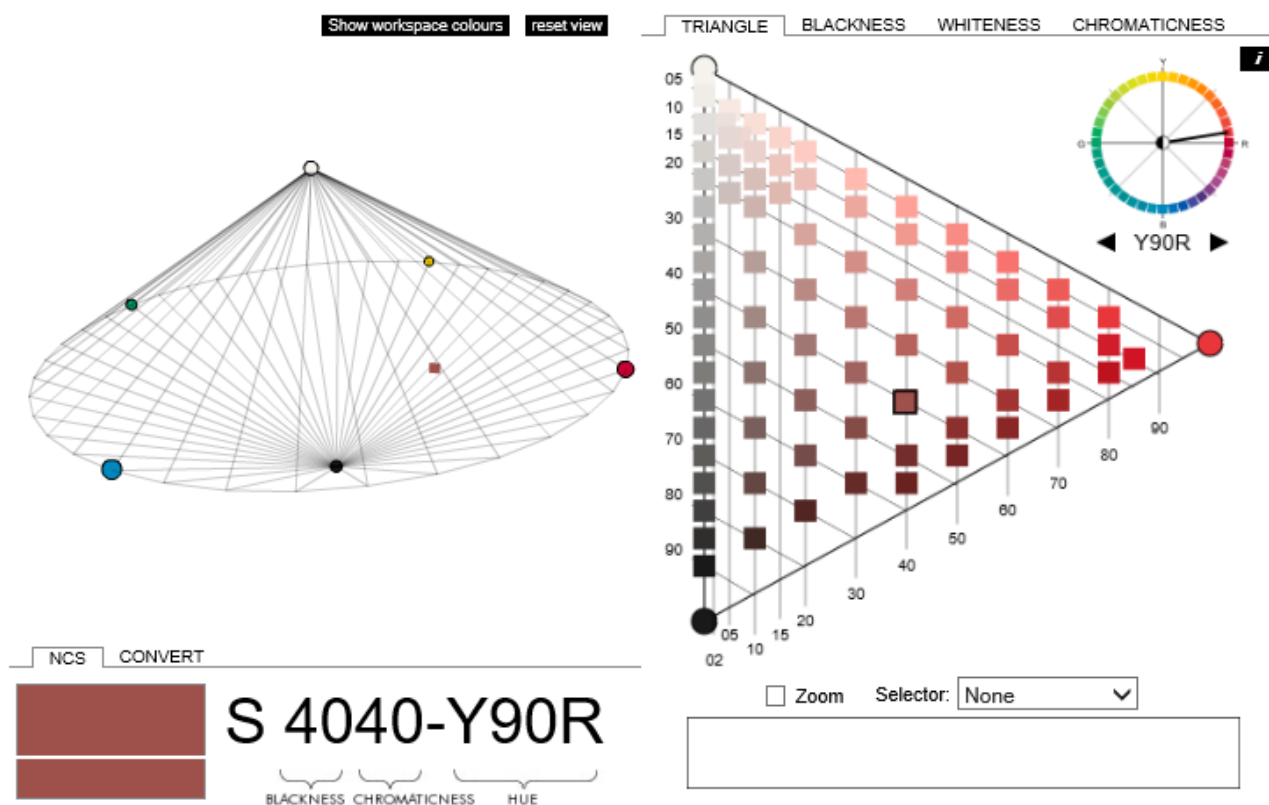 Show workspace colours
reset view
TRIANGLE
BLACKNESS
WHITENESS
CHROMATICNESS
i
05
10
15
20
30
40
50
60
70
80
90
02
05
10
15
20
30
40
50
60
70
80
90
Y
R
B
G
Y90R
NCS
CONVERT
S 4040-Y90R
BLACKNESS
CHROMATICNESS
HUE
Zoom
Selector:
None